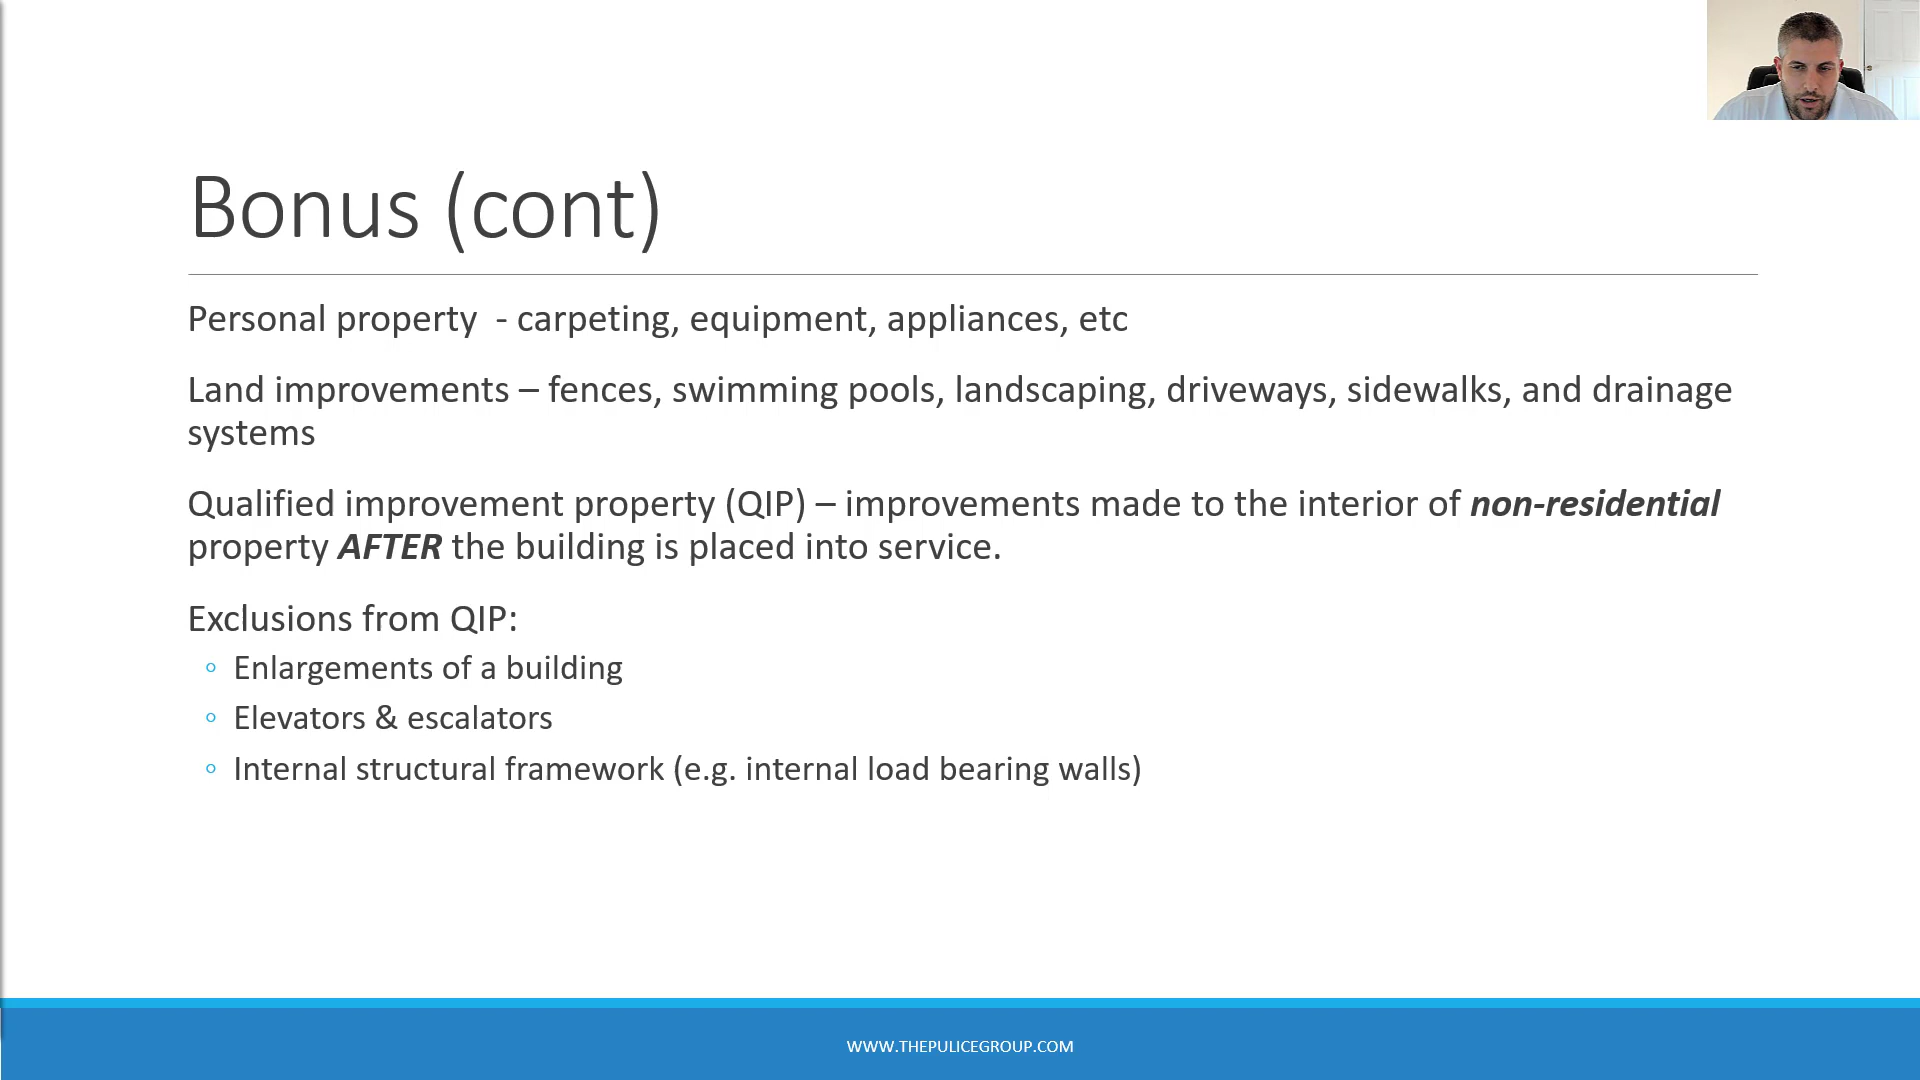 Bonus (cont)
Personal property  - carpeting, equipment, appliances, etc
Land improvements – fences, swimming pools, landscaping, driveways, sidewalks, and drainage
systems
Qualified improvement property (QIP) – improvements made to the interior of non-residential
property AFTER the building is placed into service.
Exclusions from QIP:
◦ Enlargements of a building
◦ Elevators & escalators
◦ Internal structural framework (e.g. internal load bearing walls)
WWW.THEPULICEGROUP.COM